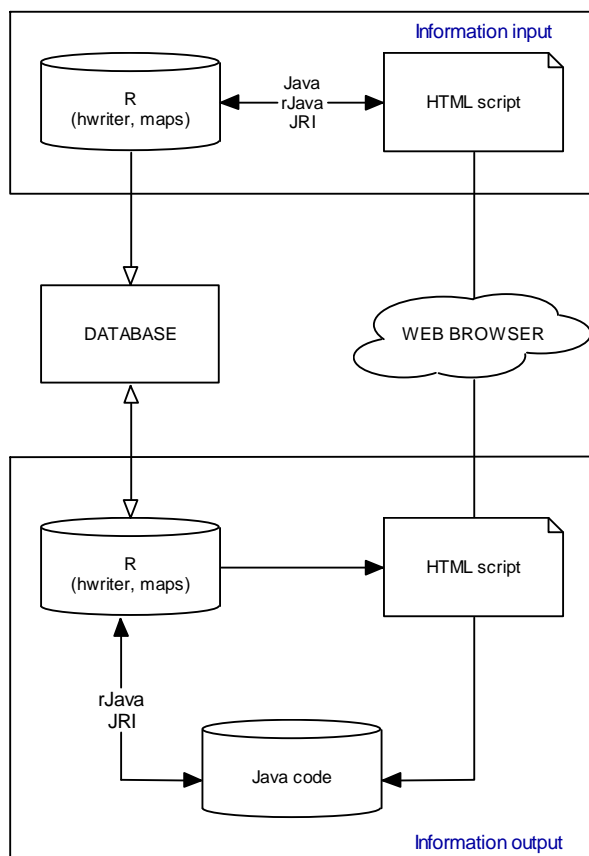 Information input
R
(hwriter, maps)
Java
rJava
JRI
HTML script
DATABASE
WEB BROWSER
R
(hwriter, maps)
HTML script
rJava
JRI
Java code
Information output